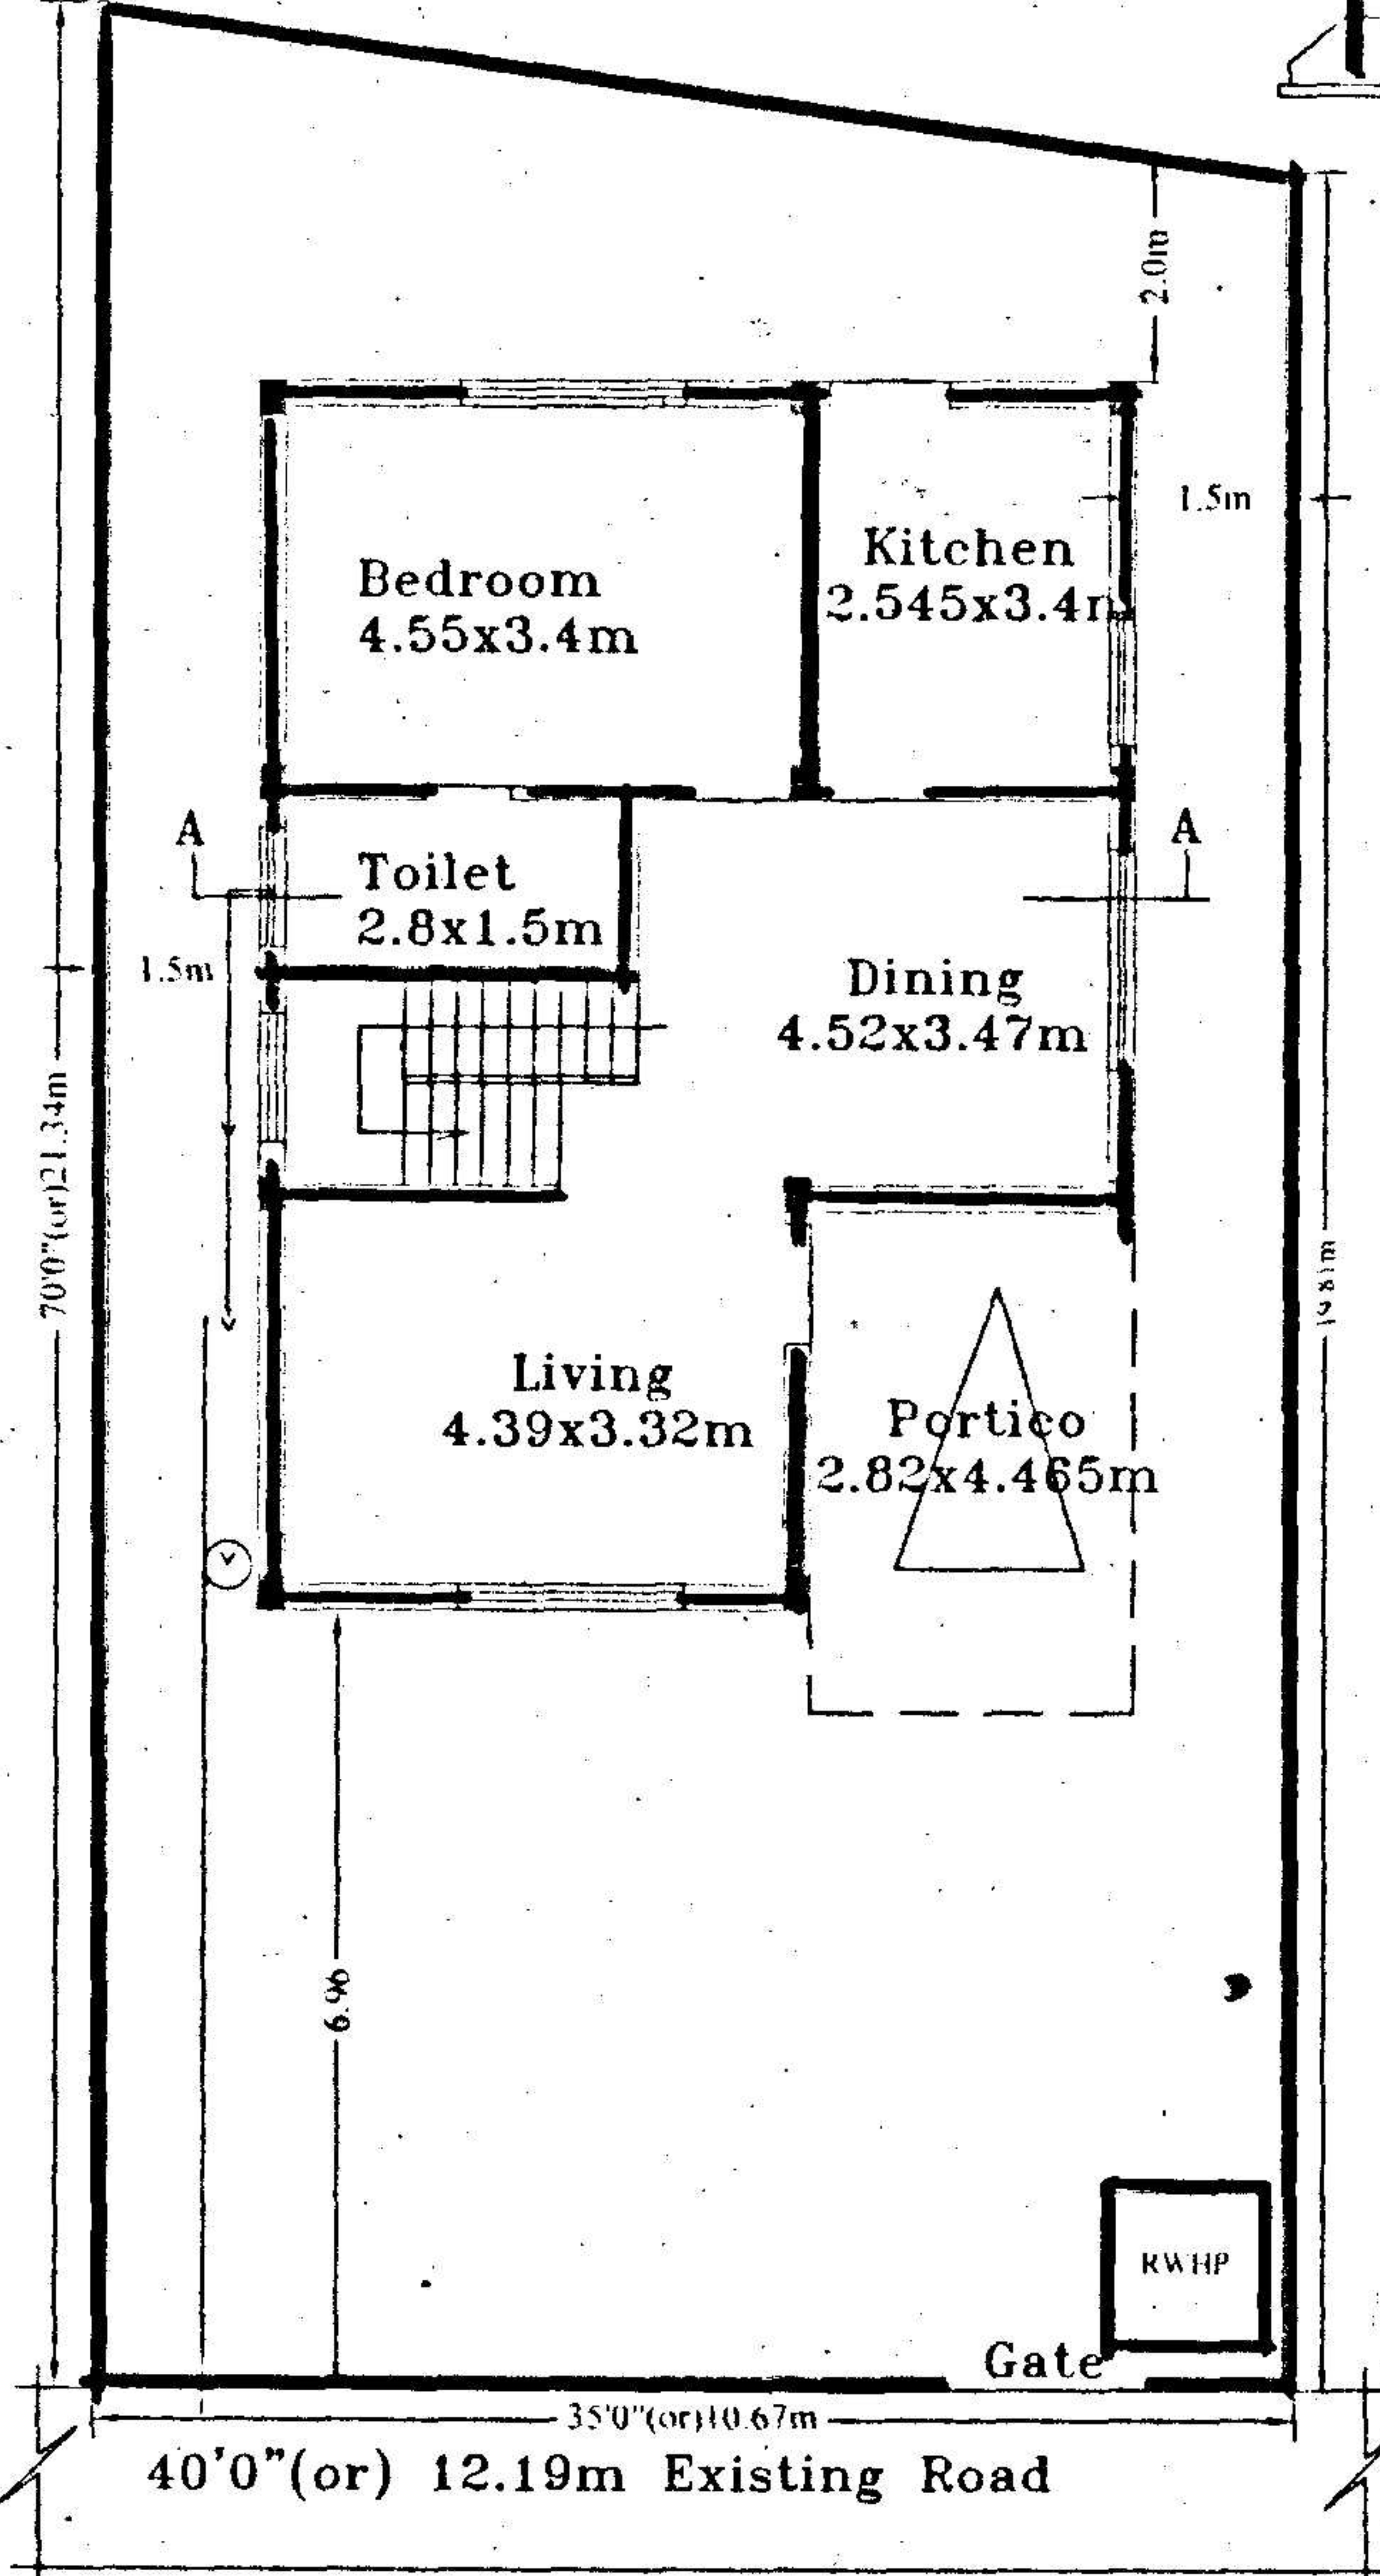 2.0m
1.5m
Bedroom
4.55x3.4m
Kitchen
2.545x3.4m
A
A
Toilet
2.8x1.5m
1.5m
Dining
4.52x3.47m
70'0"(or)21.34m
Living
4.39x3.32m
Portico
2.82x4.465m
6.96
RWHP
Gate
35'0"(or)10.67m
40'0"(or) 12.19m Existing Road